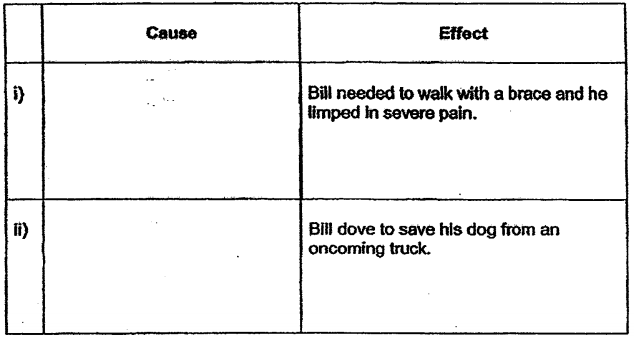 Cause Effect
i) Bill needed to walk with a brace and he
limped in severe pain.
ii) Bill dove to save his dog from an
oncoming truck.